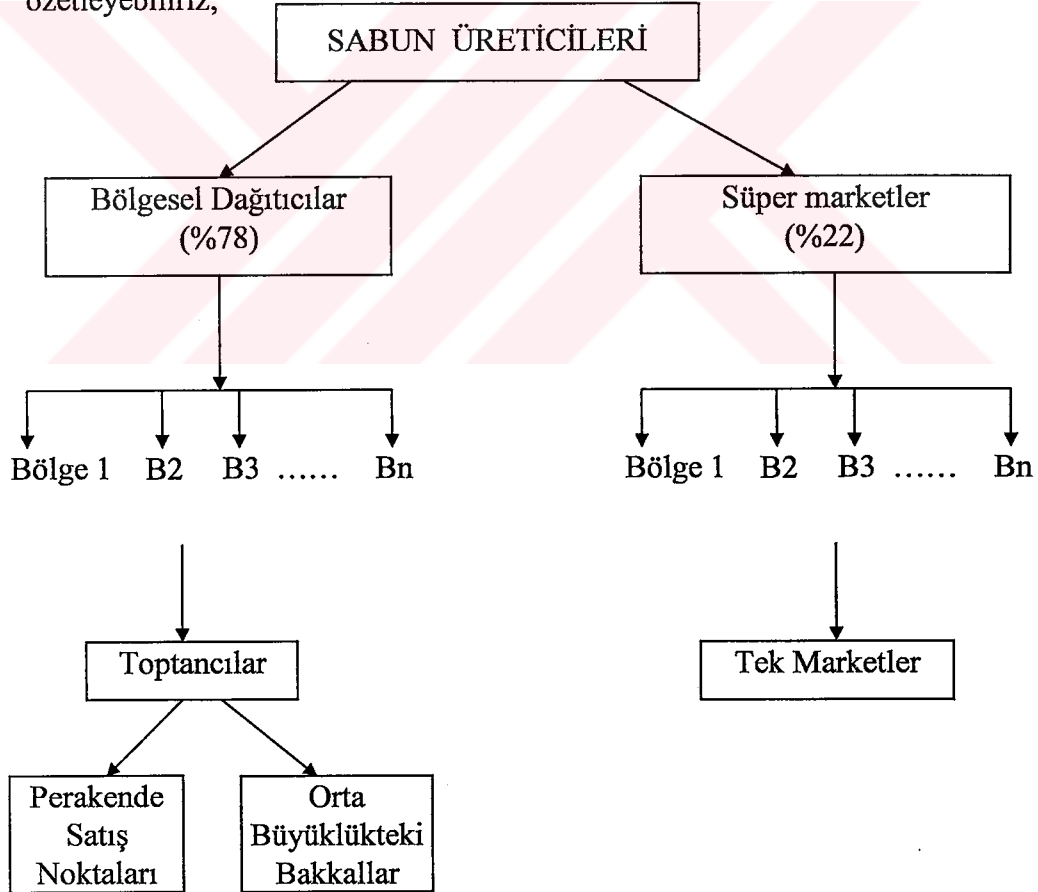 özetleyebiliriz,
SABUN ÜRETİCİLERİ
Bölgesel Dağıtıcılar
(%78)
Süper marketler
(%22)
Bölge 1 B2 B3 ...... Bn
Bölge 1 B2 B3 ...... Bn
Toptancılar
Tek Marketler
Perakende
Satış
Noktaları
Orta
Büyüklükteki
Bakkallar